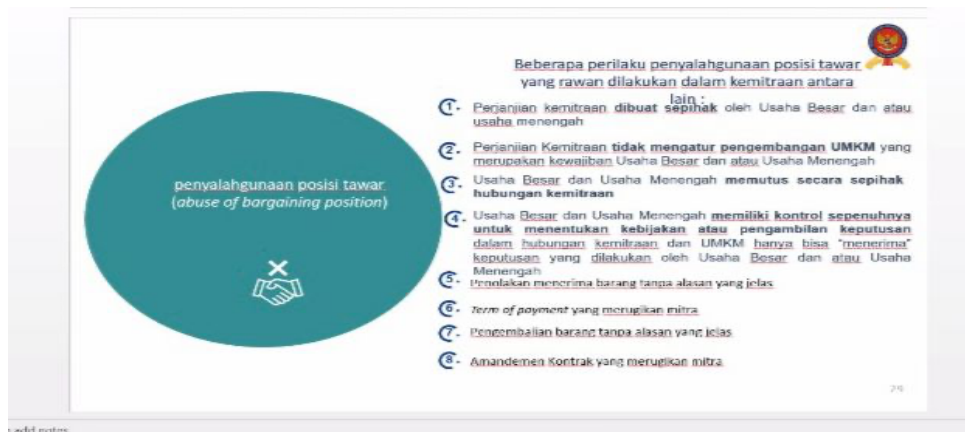 Beberapa perilaku penyalahgunaan posisi tawar
yang rawan dilakukan dalam kemitraan antara
lain :
penyalahgunaan posisi tawar
(abuse of bargaining position)
1. Perjanjian kemitraan dibuat sepihak oleh Usaha Besar dan atau
usaha menengah
2. Perjanjian Kemitraan tidak mengatur pengembangan UMKM yang
merupakan kewajiban Usaha Besar dan atau Usaha Menengah
3. Usaha Besar dan Usaha Menengah memutus secara sepihak
hubungan kemitraan
4. Usaha Besar dan Usaha Menengah memiliki kontrol sepenuhnya
untuk menentukan kebijakan atau pengambilan keputusan
dalam hubungan kemitraan dan UMKM hanya bisa "menerima"
keputusan yang dilakukan oleh Usaha Besar dan atau Usaha
Menengah
5. Penolakan menerima barang tanpa alasan yang jelas
6. Term of payment yang merugikan mitra
7. Pengembalian barang tanpa alasan yang jelas
8. Amandemen Kontrak yang merugikan mitra
add notes